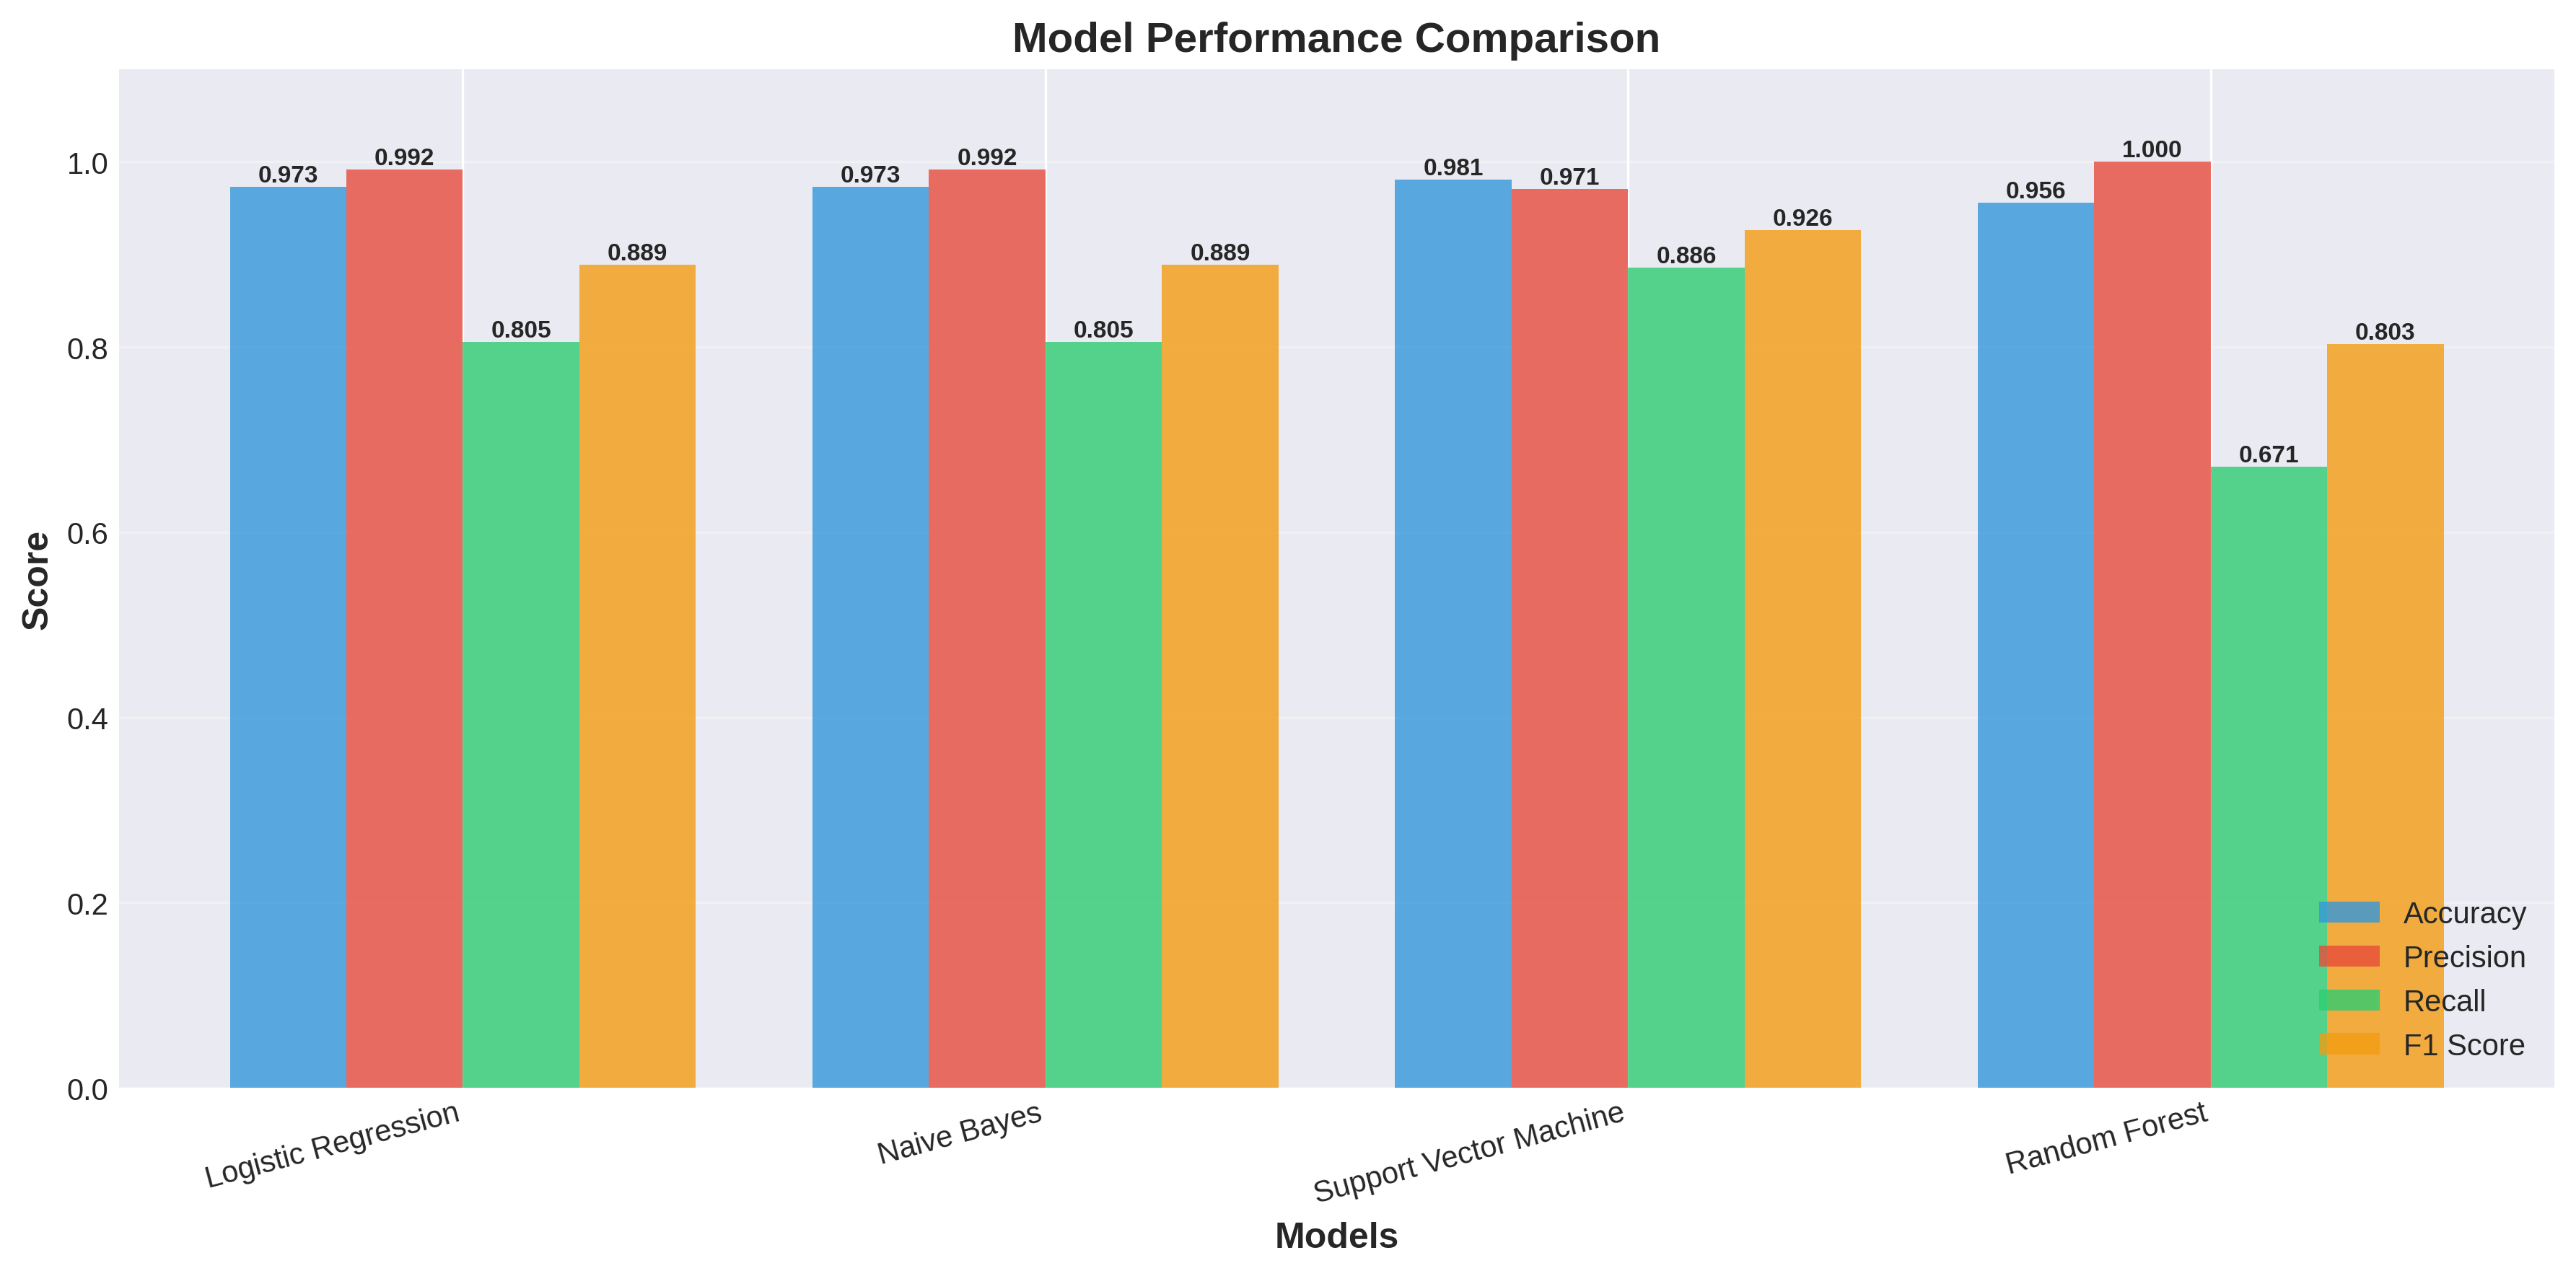 Model Performance Comparison
Score
1.0
0.8
0.6
0.4
0.2
0.0
0.973
0.992
0.805
0.889
0.973
0.992
0.805
0.889
0.981
0.971
0.886
0.926
0.956
1.000
0.671
0.803
Accuracy
Precision
Recall
F1 Score
Logistic Regression
Naive Bayes
Support Vector Machine
Random Forest
Models